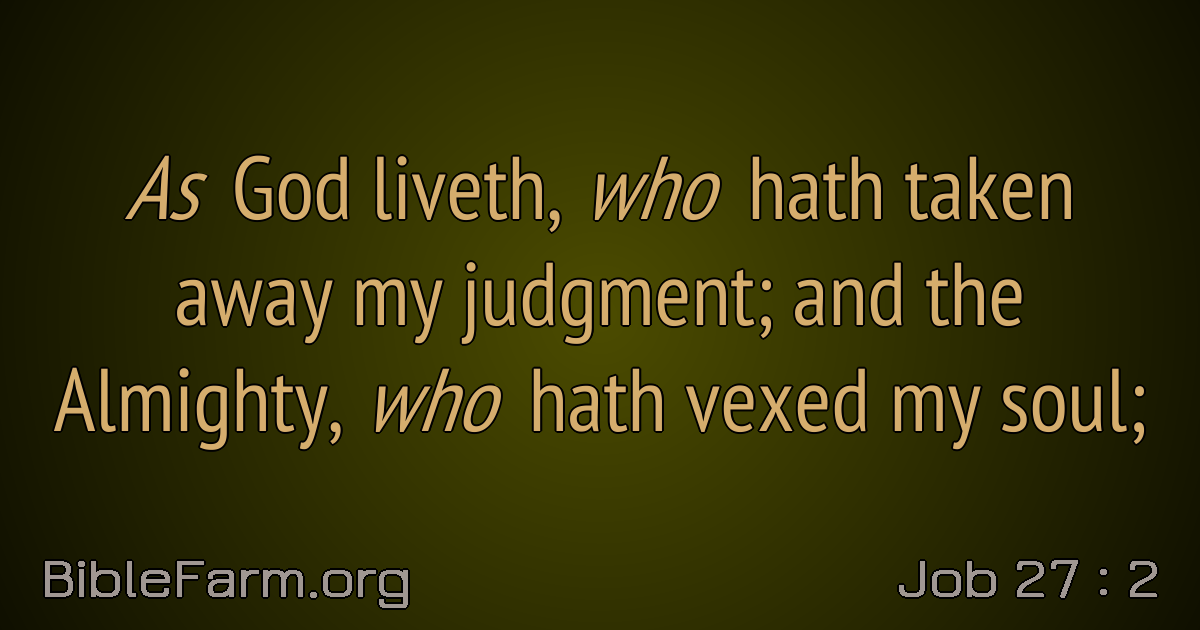 As God liveth, who hath taken
away my judgment; and the
Almighty, who hath vexed my soul;
BibleFarm.org
Job 27 : 2